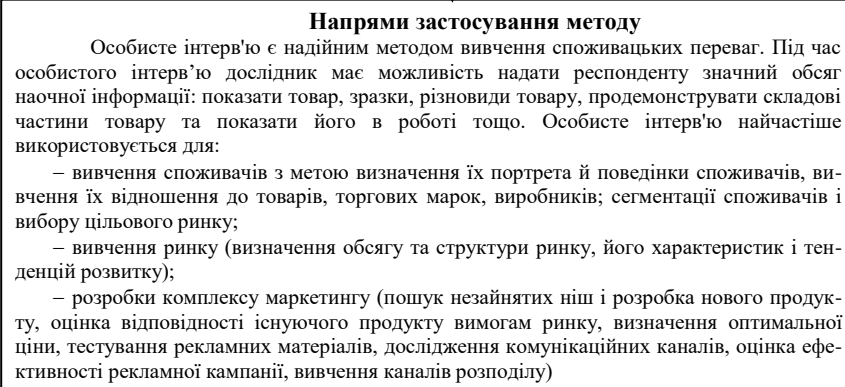 Напрями застосування методу
Особисте інтерв'ю є надійним методом вивчення споживацьких переваг. Під час
особистого інтерв’ю дослідник має можливість надати респонденту значний обсяг
наочної інформації: показати товар, зразки, різновиди товару, продемонструвати складові
частини товару та показати його в роботі тощо. Особисте інтерв'ю найчастіше
використовується для:
– вивчення споживачів з метою визначення їх портрета й поведінки споживачів, ви-
вчення їх відношення до товарів, торгових марок, виробників; сегментації споживачів і
вибору цільового ринку;
– вивчення ринку (визначення обсягу та структури ринку, його характеристик і тен-
денцій розвитку);
– розробки комплексу маркетингу (пошук незайнятих ніш і розробка нового продук-
ту, оцінка відповідності існуючого продукту вимогам ринку, визначення оптимальної
ціни, тестування рекламних матеріалів, дослідження комунікаційних каналів, оцінка ефе-
ктивності рекламної кампанії, вивчення каналів розподілу)